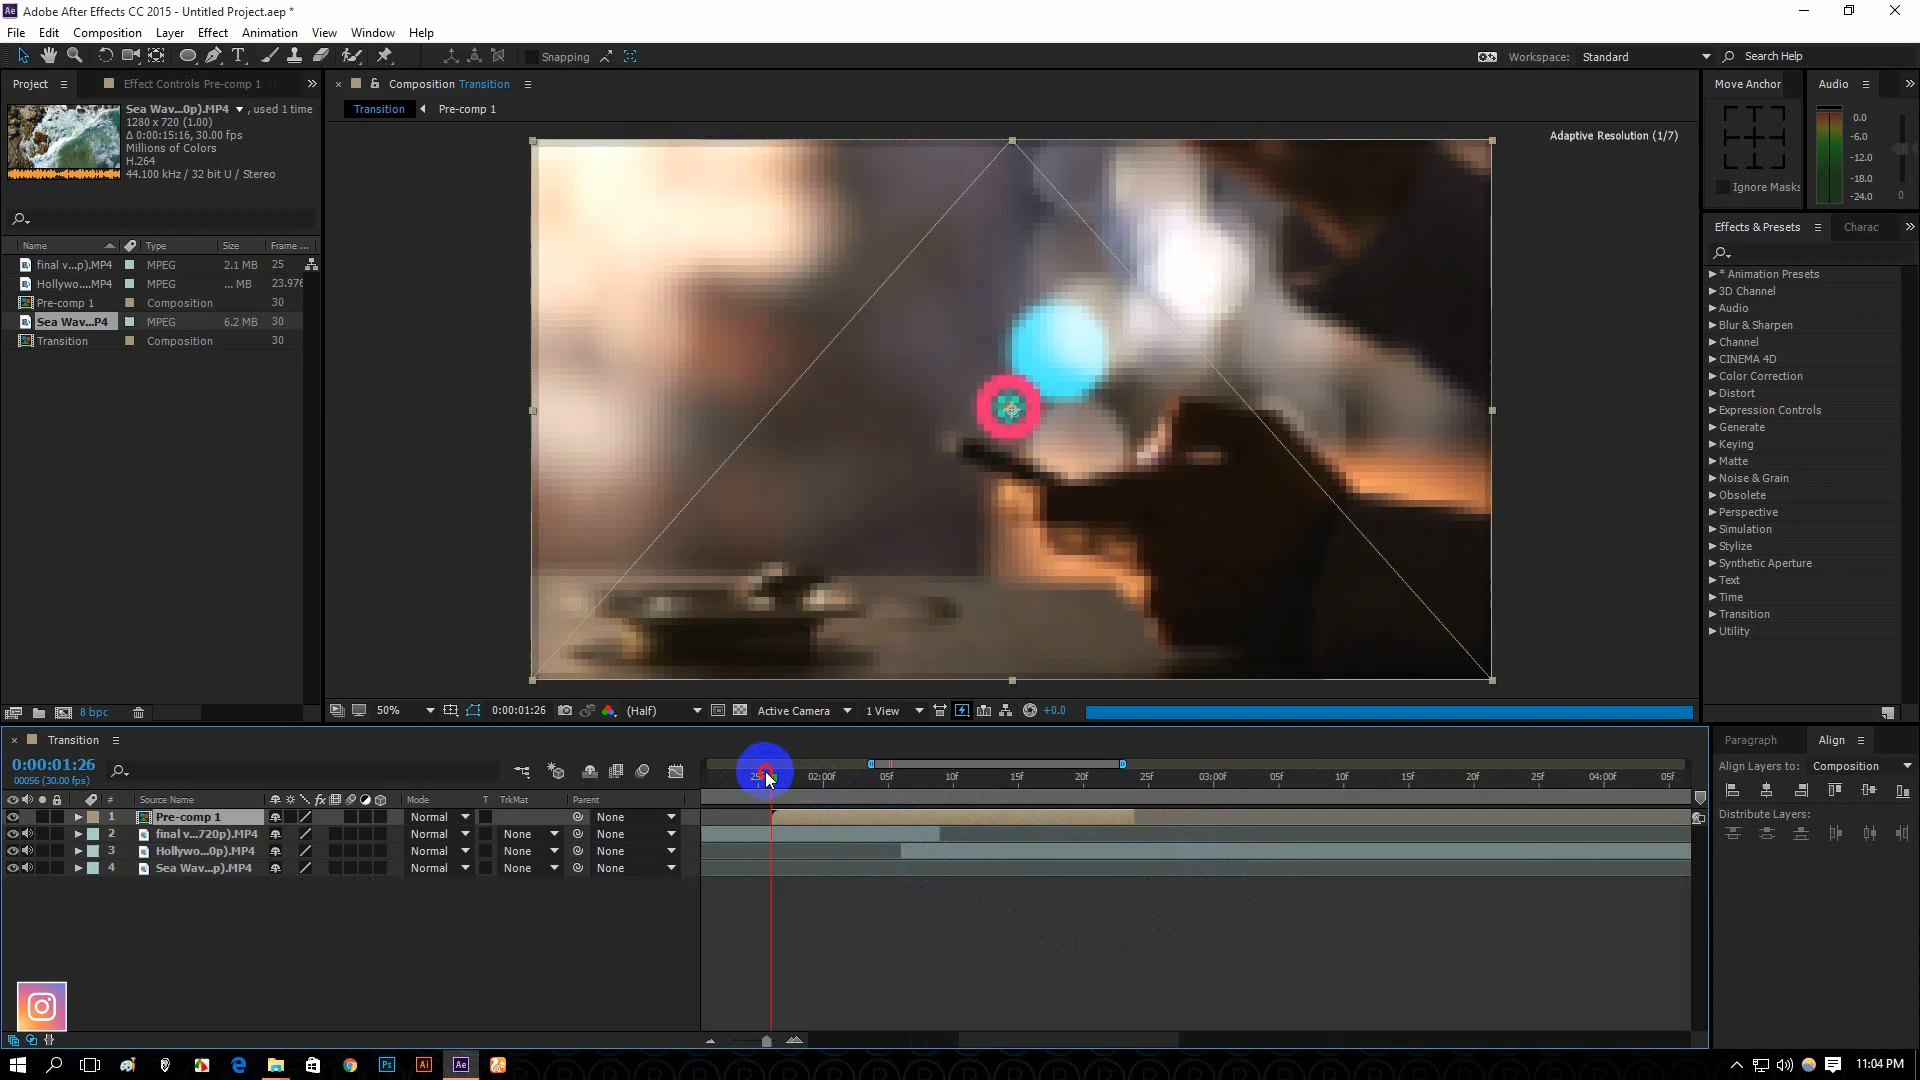 Adobe After Effects CC 2015 - Untitled Project.aep *
File Edit Composition Layer Effect Animation View Window Help
Snapping
Workspace: Standard
Search Help
Project
Effect Controls Pre-comp 1
Composition Transition
Transition Pre-comp 1
Sea Wav...0p).MP4 , used 1 time
1280 x 720 (1.00)
Δ 0:00:15:16, 30.00 fps
Millions of Colors
H.264
44.100 kHz / 32 bit U / Stereo
Name Type Size Frame ...
final v...p).MP4 MPEG 2.1 MB 25
Hollywo....MP4 MPEG ... MB 23.976
Pre-comp 1 Composition 30
Sea Wav...P4 MPEG 6.2 MB 30
Transition Composition 30
8 bpc
Adaptive Resolution (1/7)
50% 0:00:01:26 (Half) Active Camera 1 View +0.0
Move Anchor
Ignore Masks
Audio
0.0
-6.0
-12.0
-18.0
-24.0
0
Effects & Presets Charac
* Animation Presets
3D Channel
Audio
Blur & Sharpen
Channel
CINEMA 4D
Color Correction
Distort
Expression Controls
Generate
Keying
Matte
Noise & Grain
Obsolete
Perspective
Simulation
Stylize
Synthetic Aperture
Text
Time
Transition
Utility
Transition
0:00:01:26
00056 (30.00 fps)
02:00f 05f 10f 15f 20f 25f 03:00f 05f 10f 15f 20f 25f 04:00f 05f
# Source Name fx Mode T TrkMat Parent
1 Pre-comp 1 Normal None
2 final v...720p).MP4 Normal None None
3 Hollywo...0p).MP4 Normal None None
4 Sea Wav...p).MP4 Normal None None
Paragraph Align
Align Layers to: Composition
Distribute Layers:
Ps Ai Ae
11:04 PM